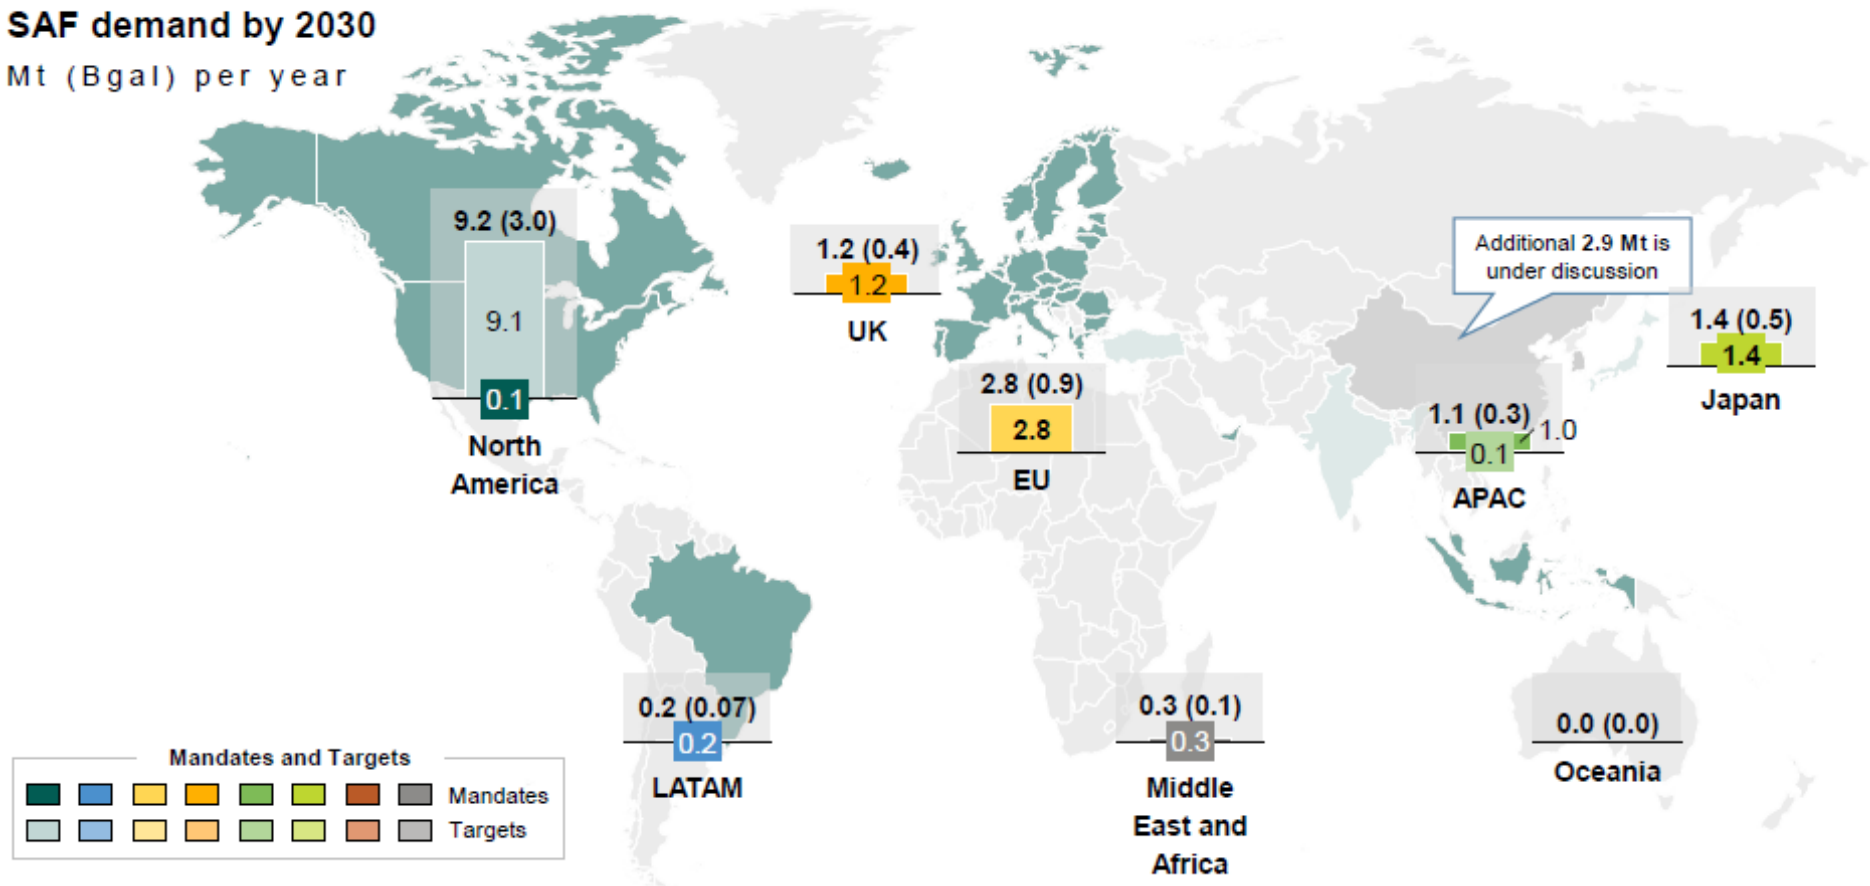 SAF demand by 2030
Mt (Bgal) per year
9.2 (3.0)
9.1
0.1
North
America
1.2 (0.4)
1.2
UK
2.8 (0.9)
2.8
EU
Additional 2.9 Mt is
under discussion
1.4 (0.5)
1.4
Japan
1.1 (0.3)
1.0
0.1
APAC
0.2 (0.07)
0.2
LATAM
0.3 (0.1)
0.3
Middle
East and
Africa
0.0 (0.0)
Oceania
Mandates and Targets
Mandates
Targets